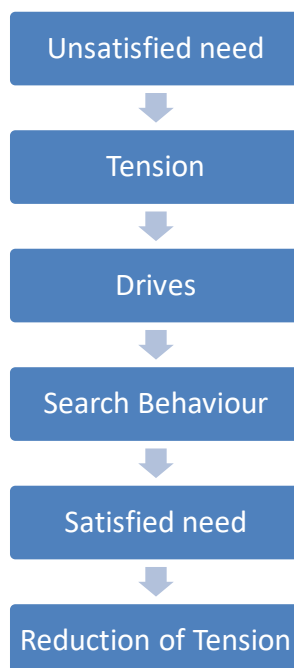 Unsatisfied need
Tension
Drives
Search Behaviour
Satisfied need
Reduction of Tension